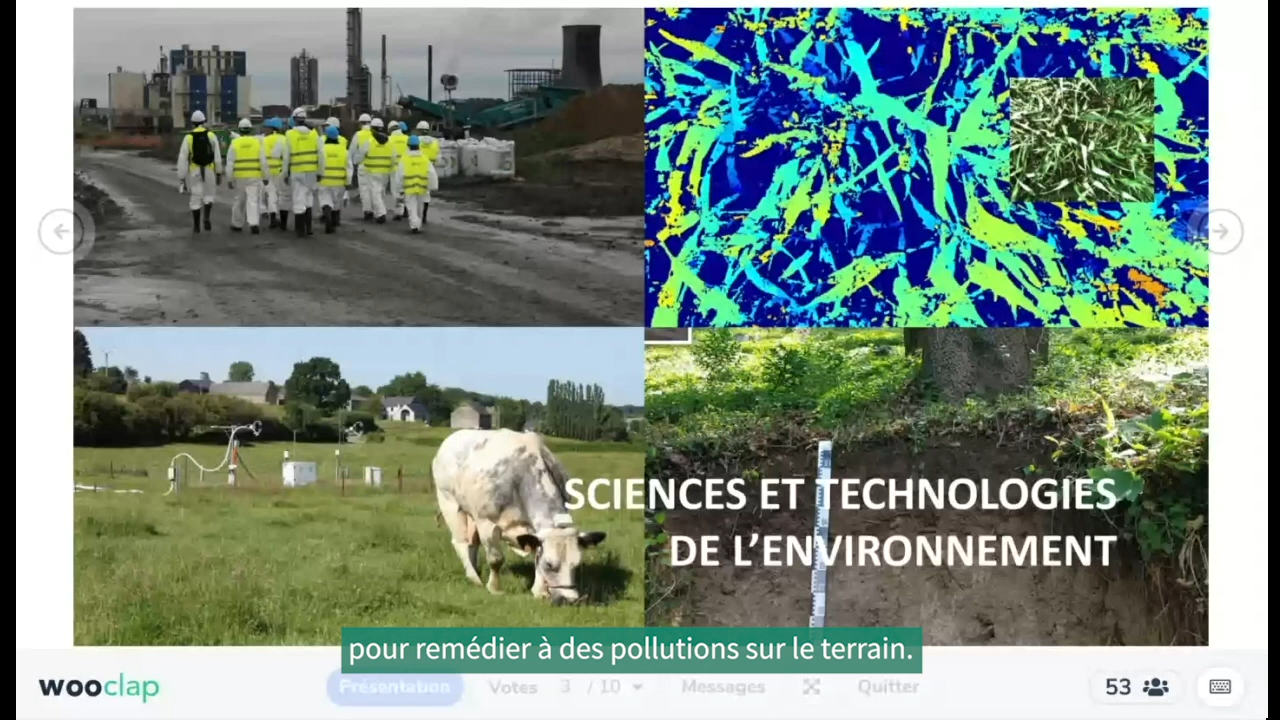 SCIENCES ET TECHNOLOGIES
DE L'ENVIRONNEMENT
pour remédier à des pollutions sur le terrain.
wooclap
Présentation
Votes
3 / 10
Messages
Quitter
53